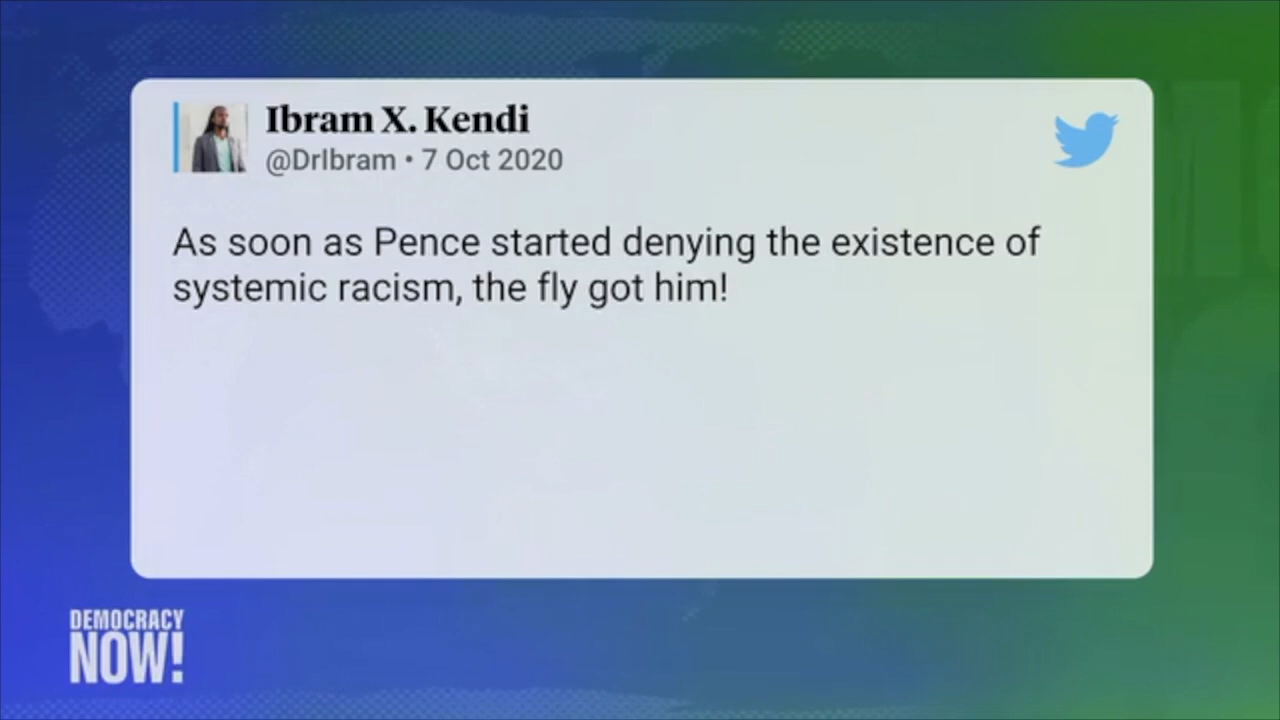 Ibram X. Kendi
@DrIbram • 7 Oct 2020
As soon as Pence started denying the existence of
systemic racism, the fly got him!
DEMOCRACY
NOW!